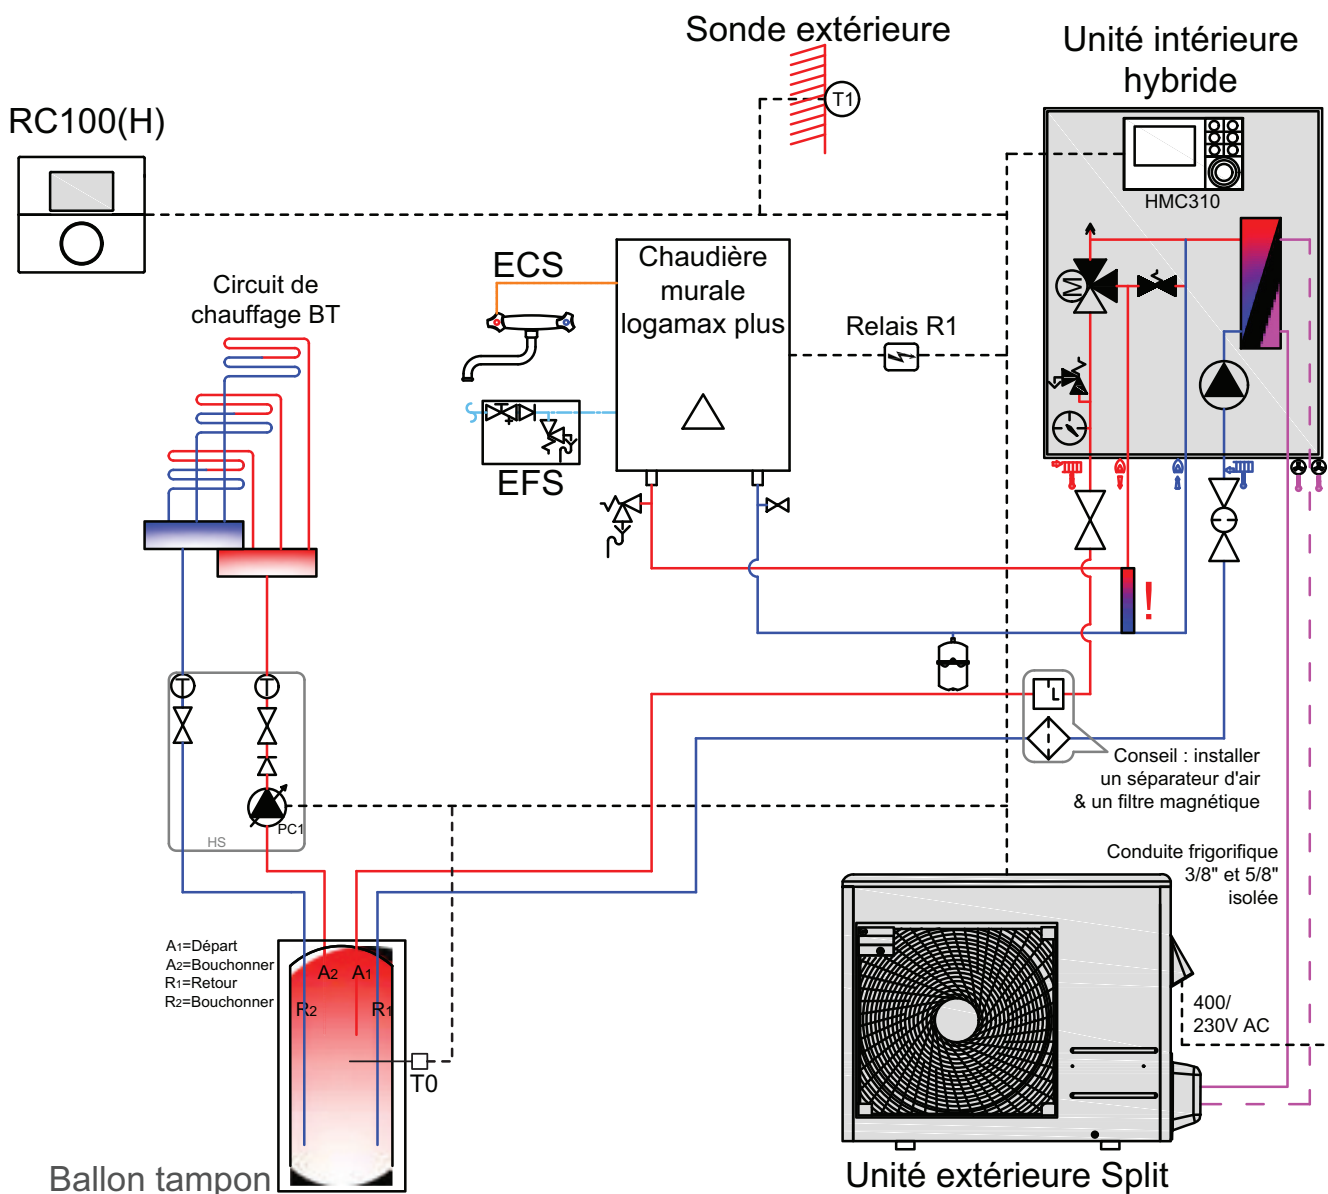 Sonde extérieure
T1
Unité intérieure
hybride
RC100(H)
HMC310
M
Circuit de
chauffage BT
ECS
EFS
Chaudière
murale
logamax plus
Relais R1
!
T
T
PC1
HS
L
Conseil : installer
un séparateur d'air
& un filtre magnétique
Conduite frigorifique
3/8" et 5/8"
isolée
A1=Départ
A2=Bouchonner
R1=Retour
R2=Bouchonner
A2
A1
R2
R1
T0
400/
230V AC
Ballon tampon
Unité extérieure Split